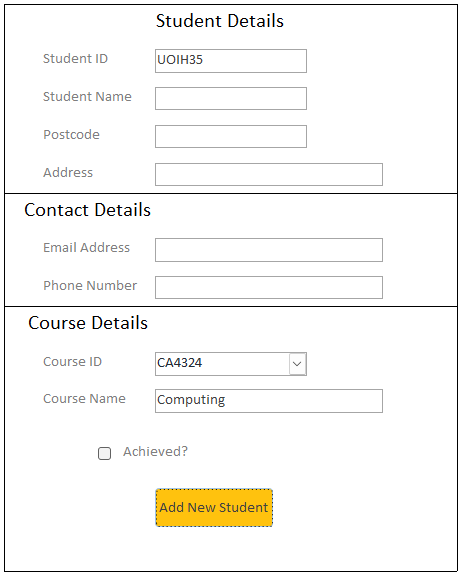 Student Details
Student ID UOIH35
Student Name
Postcode
Address
Contact Details
Email Address
Phone Number
Course Details
Course ID CA4324
Course Name Computing
Achieved?
Add New Student